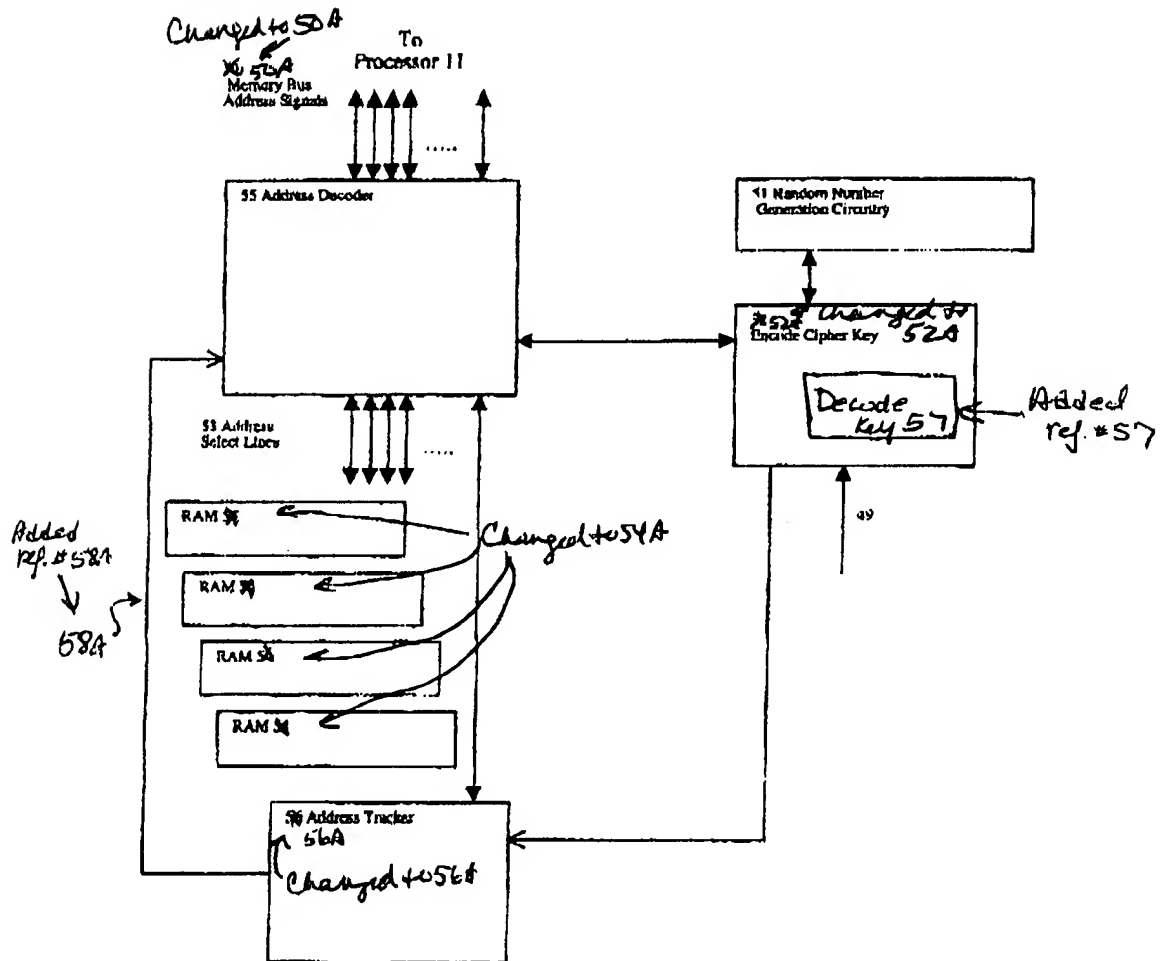 Changed to 50A
To
Processor 11
50A
Memory Bus
Address Signals
.....
55 Address Decoder
41 Random Number
Generation Circuitry
52A Changed to
Encode Cipher Key 52A
Decode
Key 57
Added
ref. #57
53 Address
Select Lines
.....
49
RAM
Changed to 54A
Added
ref. #58A
RAM
58A
RAM
RAM
Address Tracker
56A
Changed to 56A